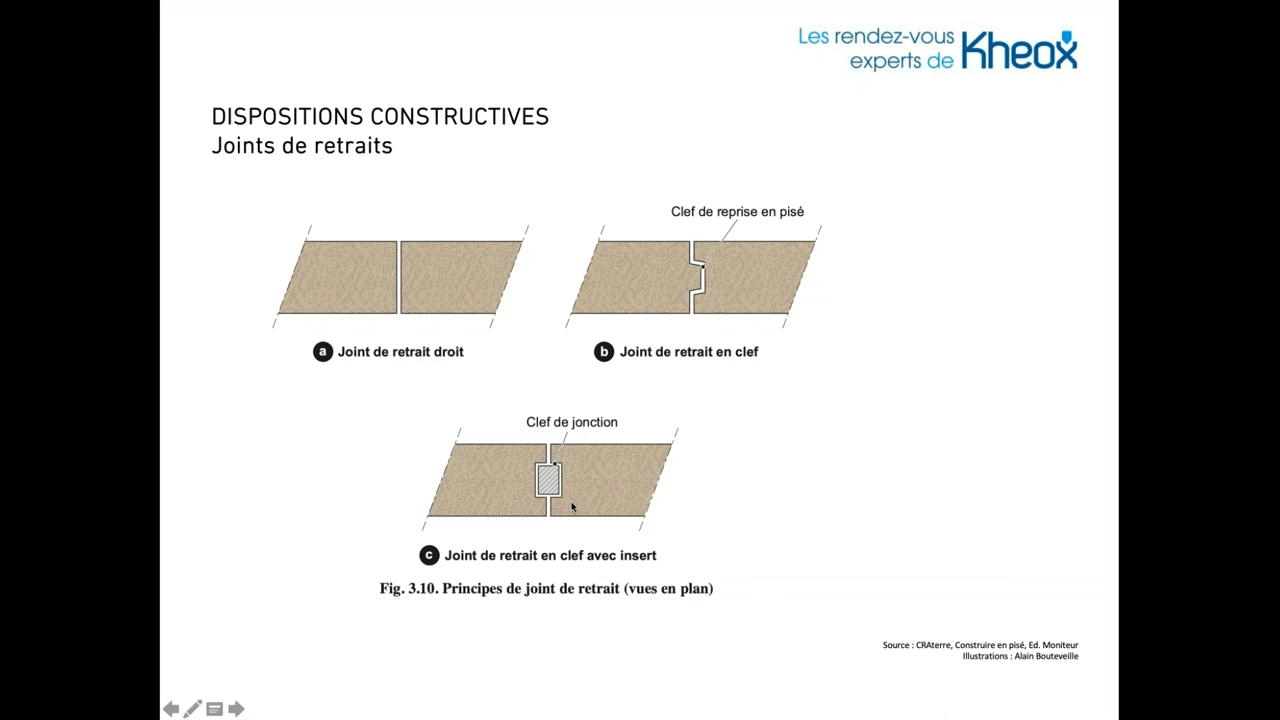 Les rendez-vous
experts de Kheox
DISPOSITIONS CONSTRUCTIVES
Joints de retraits
Clef de reprise en pisé
a Joint de retrait droit
b Joint de retrait en clef
Clef de jonction
c Joint de retrait en clef avec insert
Fig. 3.10. Principes de joint de retrait (vues en plan)
Source : CRAterre, Construire en pisé, Ed. Moniteur
Illustrations : Alain Bouteveille